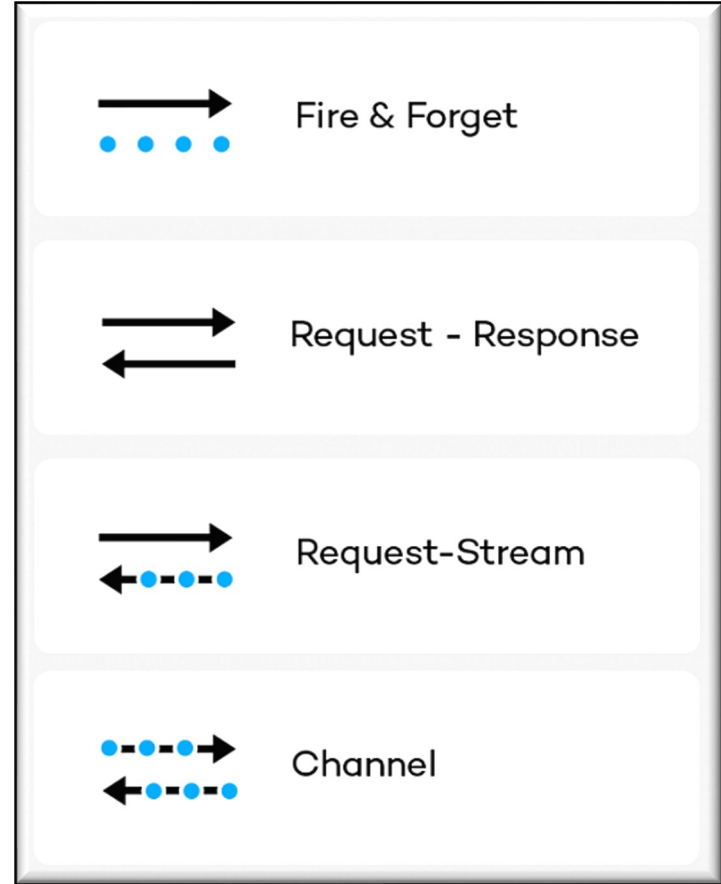 Fire & Forget
Request - Response
Request-Stream
Channel